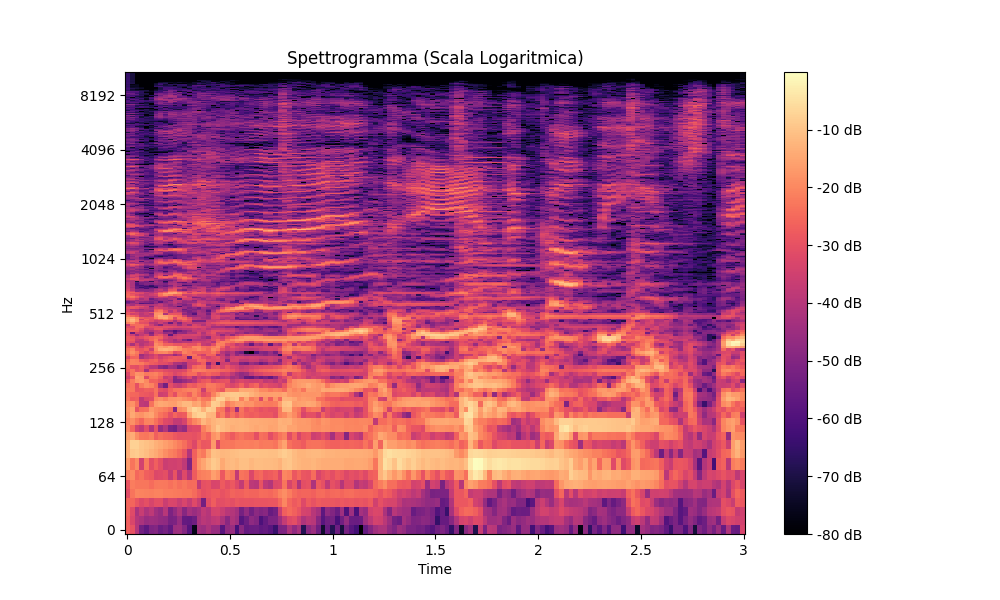 Spettrogramma (Scala Logaritmica)
8192
4096
2048
1024
512
256
128
64
0
Hz
0
0.5
1
1.5
2
2.5
3
Time
-10 dB
-20 dB
-30 dB
-40 dB
-50 dB
-60 dB
-70 dB
-80 dB